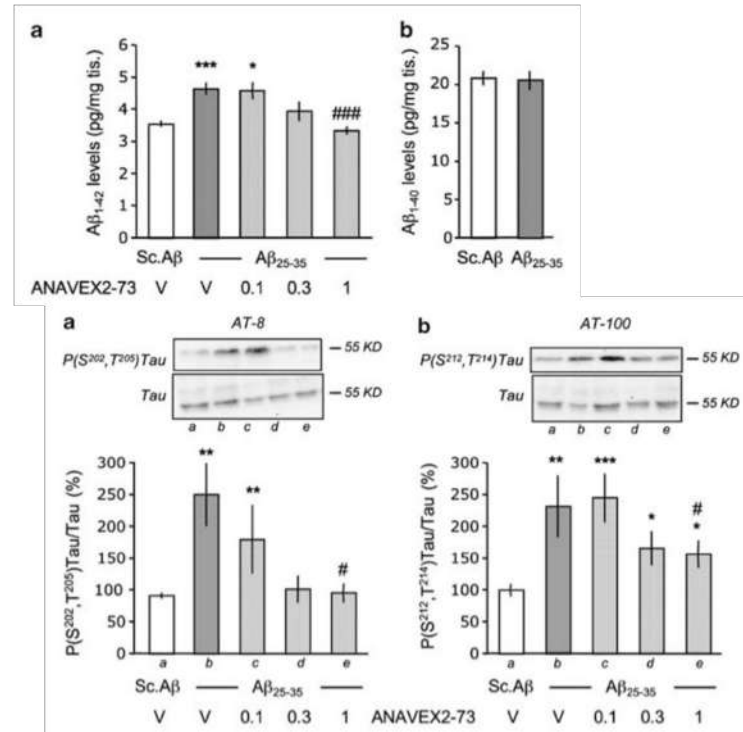 a
b
Aβ₁₋₄₂ levels (pg/mg tis.)
6
5
4
3
2
1
0
***
*
###
Sc.Aβ
Aβ₂₅₋₃₅
ANAVEX2-73
V
V
0.1
0.3
1
Aβ₁₋₄₀ levels (pg/mg tis.)
25
20
15
10
5
0
Sc.Aβ
Aβ₂₅₋₃₅
a
AT-8
P(S²⁰²,T²⁰⁵)Tau
55 KD
Tau
55 KD
a b c d e
P(S²⁰²,T²⁰⁵)Tau/Tau (%)
300
250
200
150
100
50
0
**
**
#
a b c d e
Sc.Aβ
Aβ₂₅₋₃₅
V V 0.1 0.3 1
b
AT-100
P(S²¹²,T²¹⁴)Tau
55 KD
Tau
55 KD
a b c d e
P(S²¹²,T²¹⁴)Tau/Tau (%)
300
250
200
150
100
50
0
**
***
*
#
*
a b c d e
Sc.Aβ
Aβ₂₅₋₃₅
ANAVEX2-73
V V 0.1 0.3 1